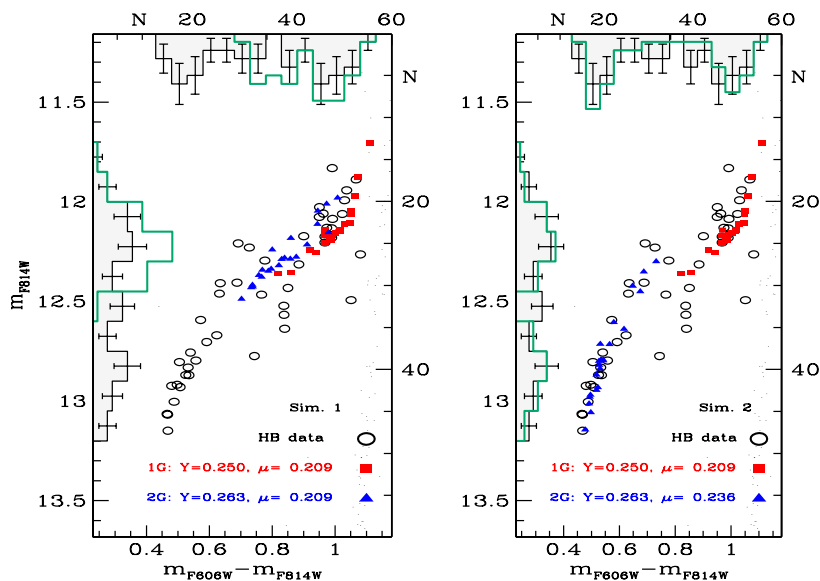 N 20 40 60
N 20 40 60
11.5
12
12.5
13
13.5
m_F814W
N
20
40
Sim. 1
HB data
1G: Y=0.250, μ= 0.209
2G: Y=0.263, μ= 0.209
0.4 0.6 0.8 1
m_F606W−m_F814W
11.5
12
12.5
13
13.5
N
20
40
Sim. 2
HB data
1G: Y=0.250, μ= 0.209
2G: Y=0.263, μ= 0.236
0.4 0.6 0.8 1
m_F606W−m_F814W